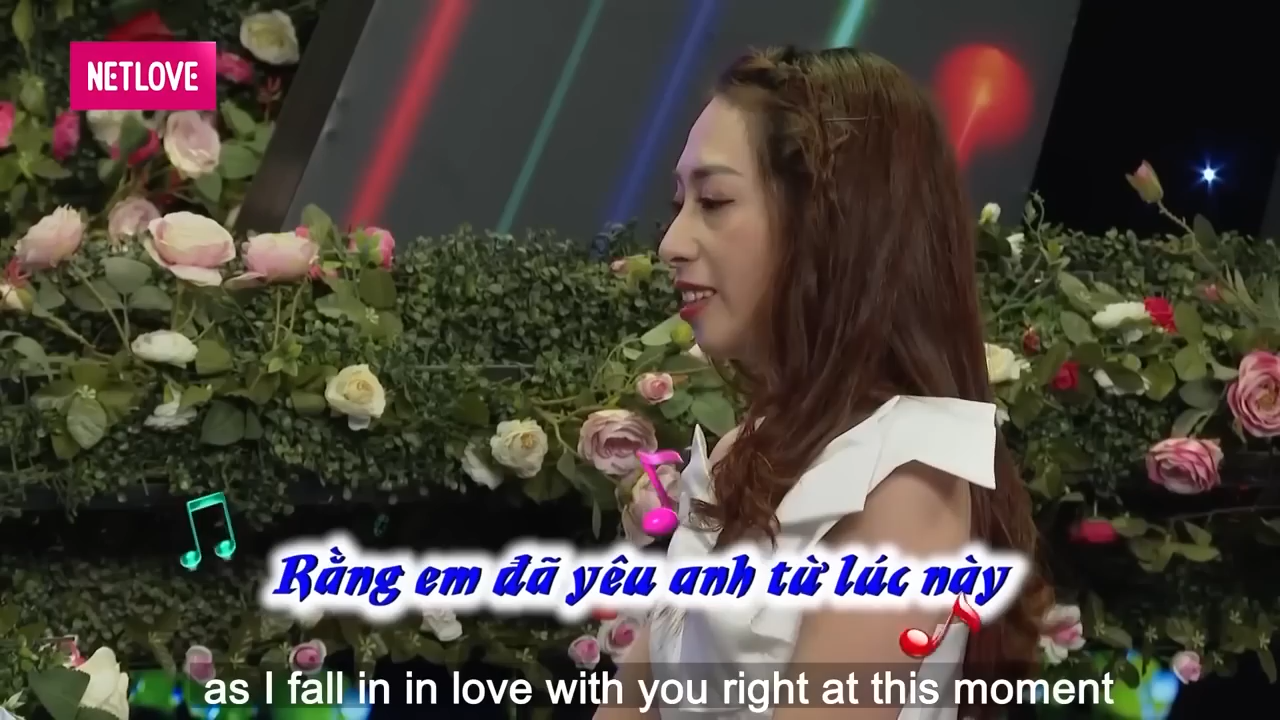 NETLOVE
Rằng em đã yêu anh từ lúc này
as I fall in in love with you right at this moment